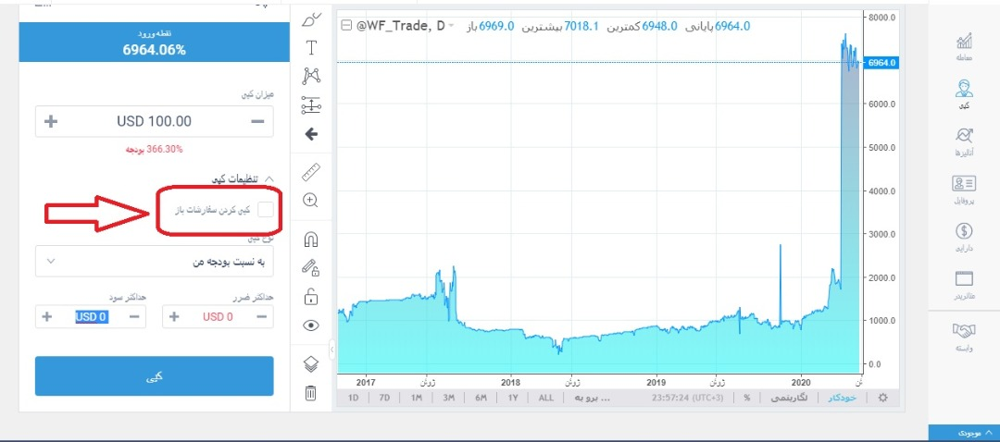 نقطه ورود
6964.06%
میزان کپی
USD 100.00
366.30% بودجه
تنظیمات کپی
کپی کردن سفارشات باز
نوع کپی
به نسبت بودجه من
حداکثر ضرر
USD 0
حداکثر سود
USD 0
کپی
@WF_Trade, D باز 6969.0 بیشترین 7018.1 کمترین 6948.0 پایانی 6964.0
8000.0
6964.0
6000.0
5000.0
4000.0
3000.0
2000.0
1000.0
0.0
2017 ژوئن 2018 ژوئن 2019 ژوئن 2020
1D 7D 1M 3M 6M 1Y ALL برو به ... 23:57:24 (UTC+3) % لگاریتمی خودکار
معامله
کپی
آنالیزها
پروفایل
دارایی
متاتریدر
وابسته
موجودی